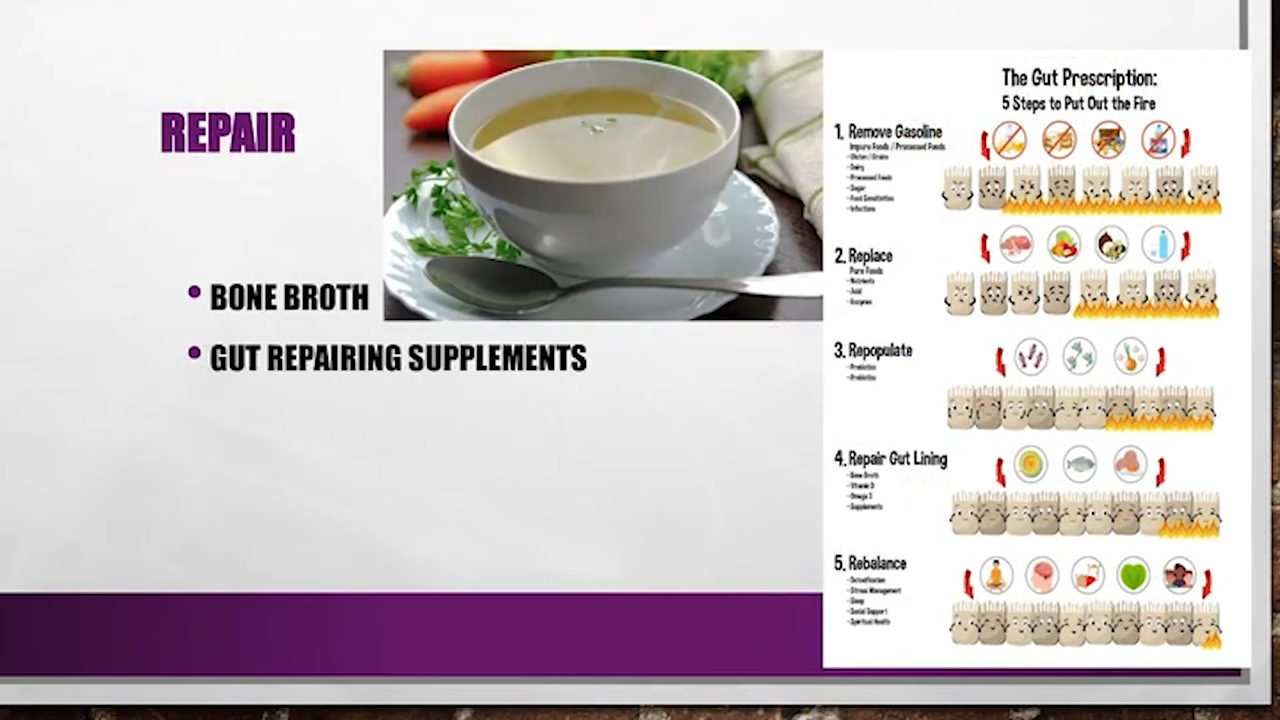 REPAIR
• BONE BROTH
• GUT REPAIRING SUPPLEMENTS
The Gut Prescription:
5 Steps to Put Out the Fire
1. Remove Gasoline
Impure Foods / Processed Foods
-Gluten / Grains
-Dairy
-Processed Foods
-Sugar
-Food Sensitivities
-Infections
2. Replace
Pure Foods
-Nutrients
-Acid
-Enzymes
3. Repopulate
4. Repair Gut Lining
-Bone Broth
-Vitamin D
-Omega 3
-Supplements
5. Rebalance
-Detoxification
-Stress Management
-Sleep
-Social Support
-Spiritual Health